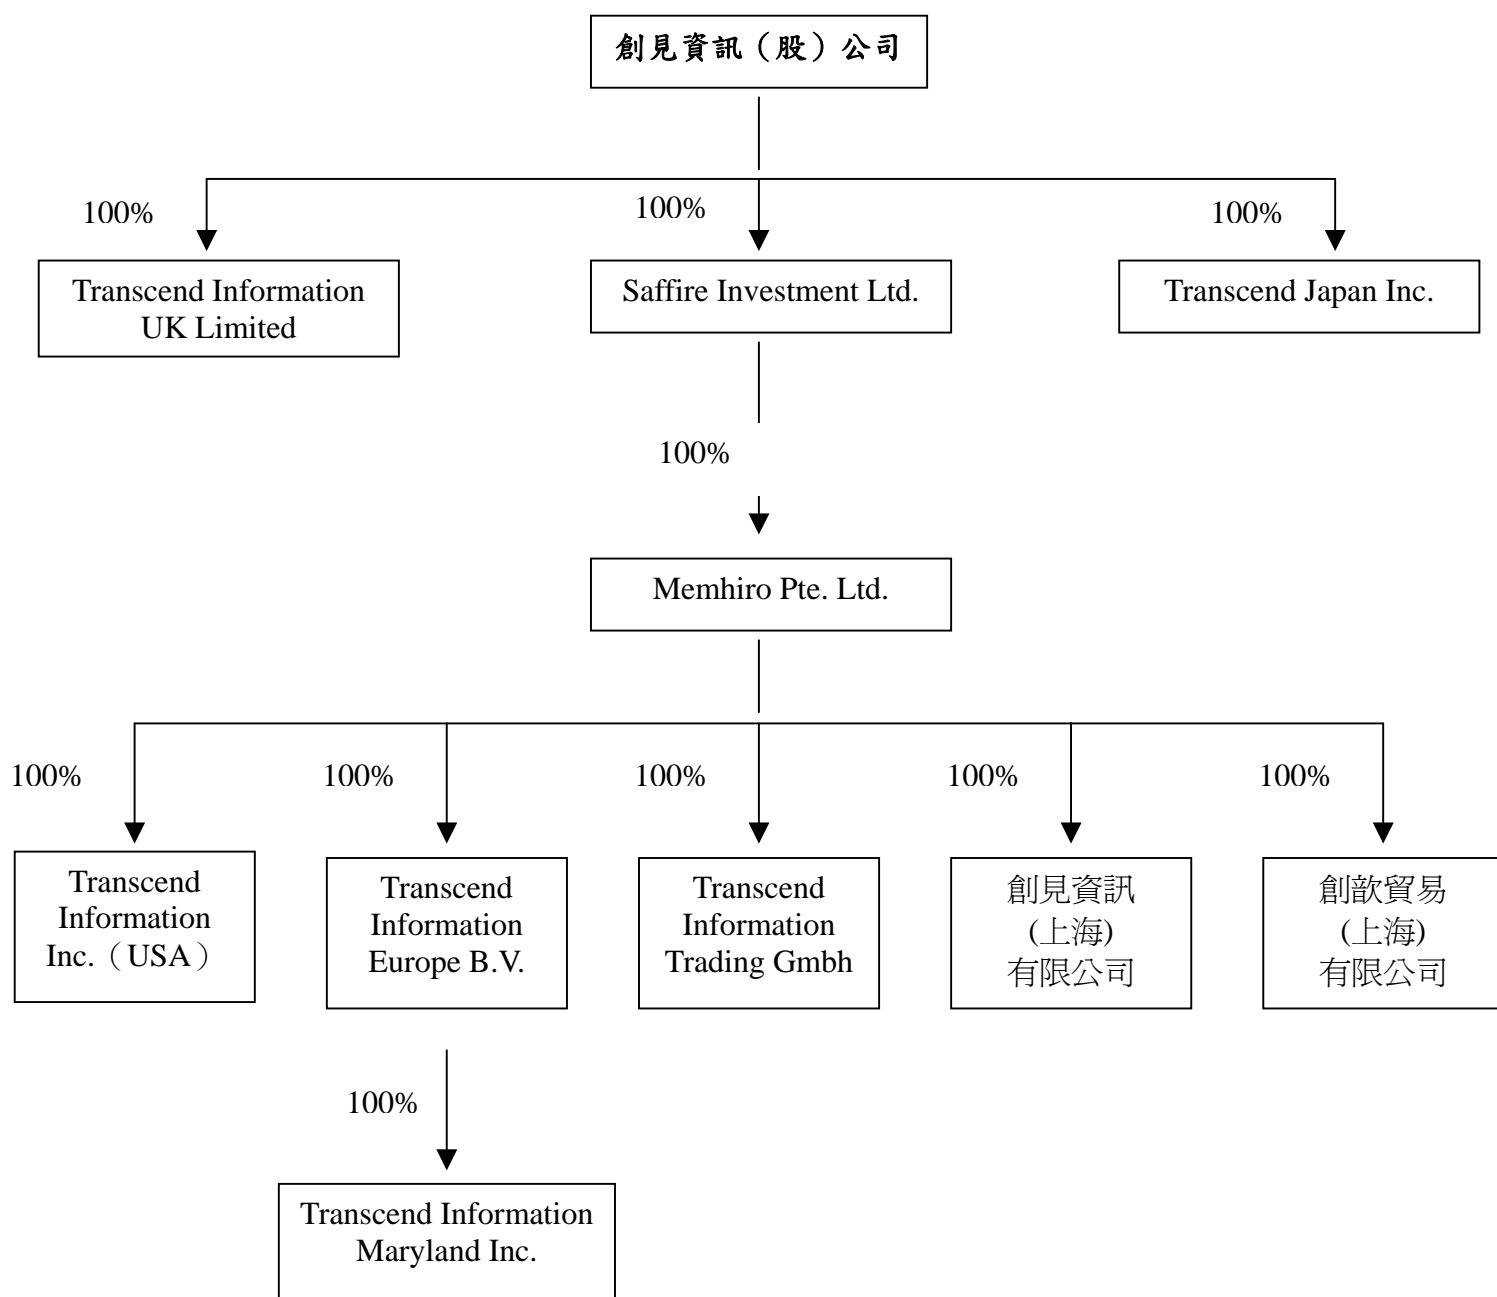 創見資訊（股）公司
100%
100%
100%
Transcend Information
UK Limited
Saffire Investment Ltd.
Transcend Japan Inc.
100%
Memhiro Pte. Ltd.
100%
100%
100%
100%
100%
Transcend
Information
Inc.（USA）
Transcend
Information
Europe B.V.
Transcend
Information
Trading Gmbh
創見資訊
(上海)
有限公司
創歆貿易
(上海)
有限公司
100%
Transcend Information
Maryland Inc.